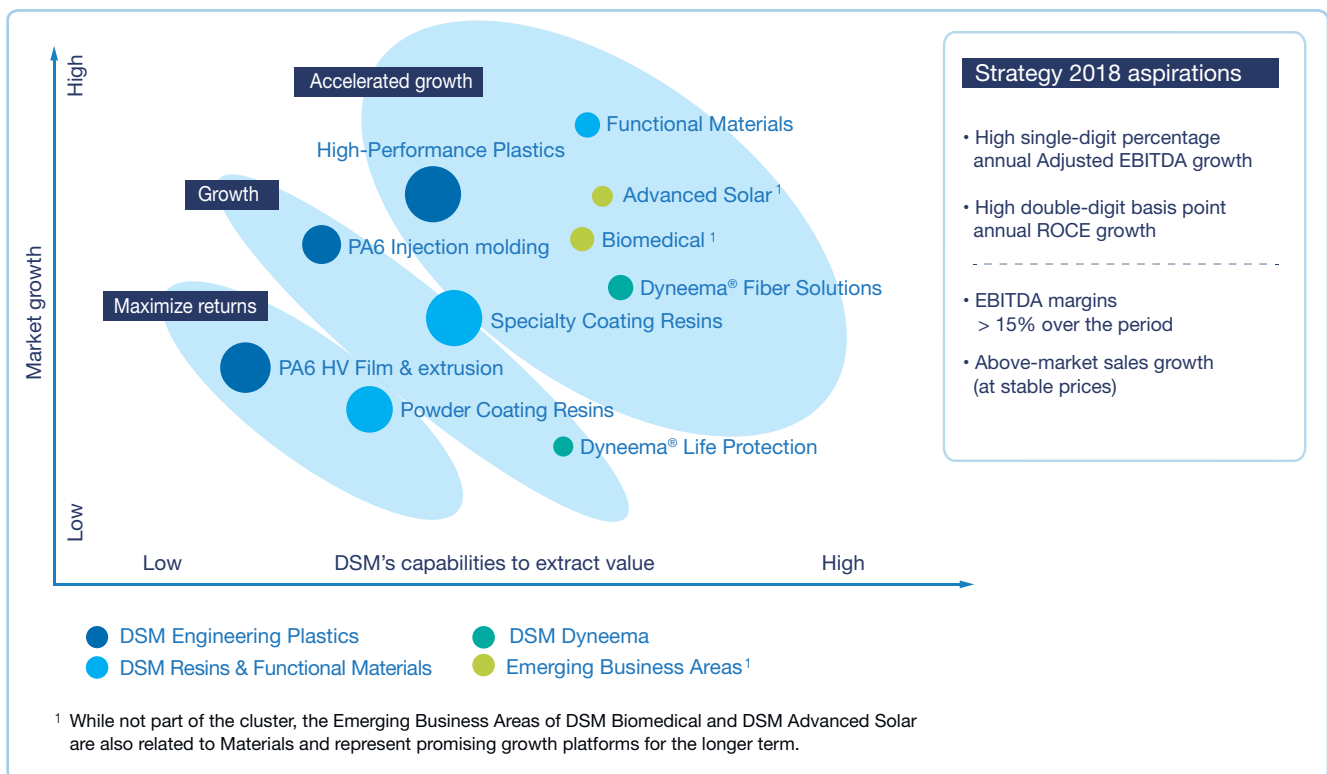 High
Accelerated growth
Functional Materials
High-Performance Plastics
Growth
Advanced Solar 1
PA6 Injection molding
Biomedical 1
Dyneema® Fiber Solutions
Maximize returns
Specialty Coating Resins
Market growth
PA6 HV Film & extrusion
Powder Coating Resins
Dyneema® Life Protection
Low
Low
DSM's capabilities to extract value
High
Strategy 2018 aspirations
• High single-digit percentage
annual Adjusted EBITDA growth
• High double-digit basis point
annual ROCE growth
• EBITDA margins
> 15% over the period
• Above-market sales growth
(at stable prices)
DSM Engineering Plastics
DSM Resins & Functional Materials
DSM Dyneema
Emerging Business Areas 1
1 While not part of the cluster, the Emerging Business Areas of DSM Biomedical and DSM Advanced Solar
are also related to Materials and represent promising growth platforms for the longer term.